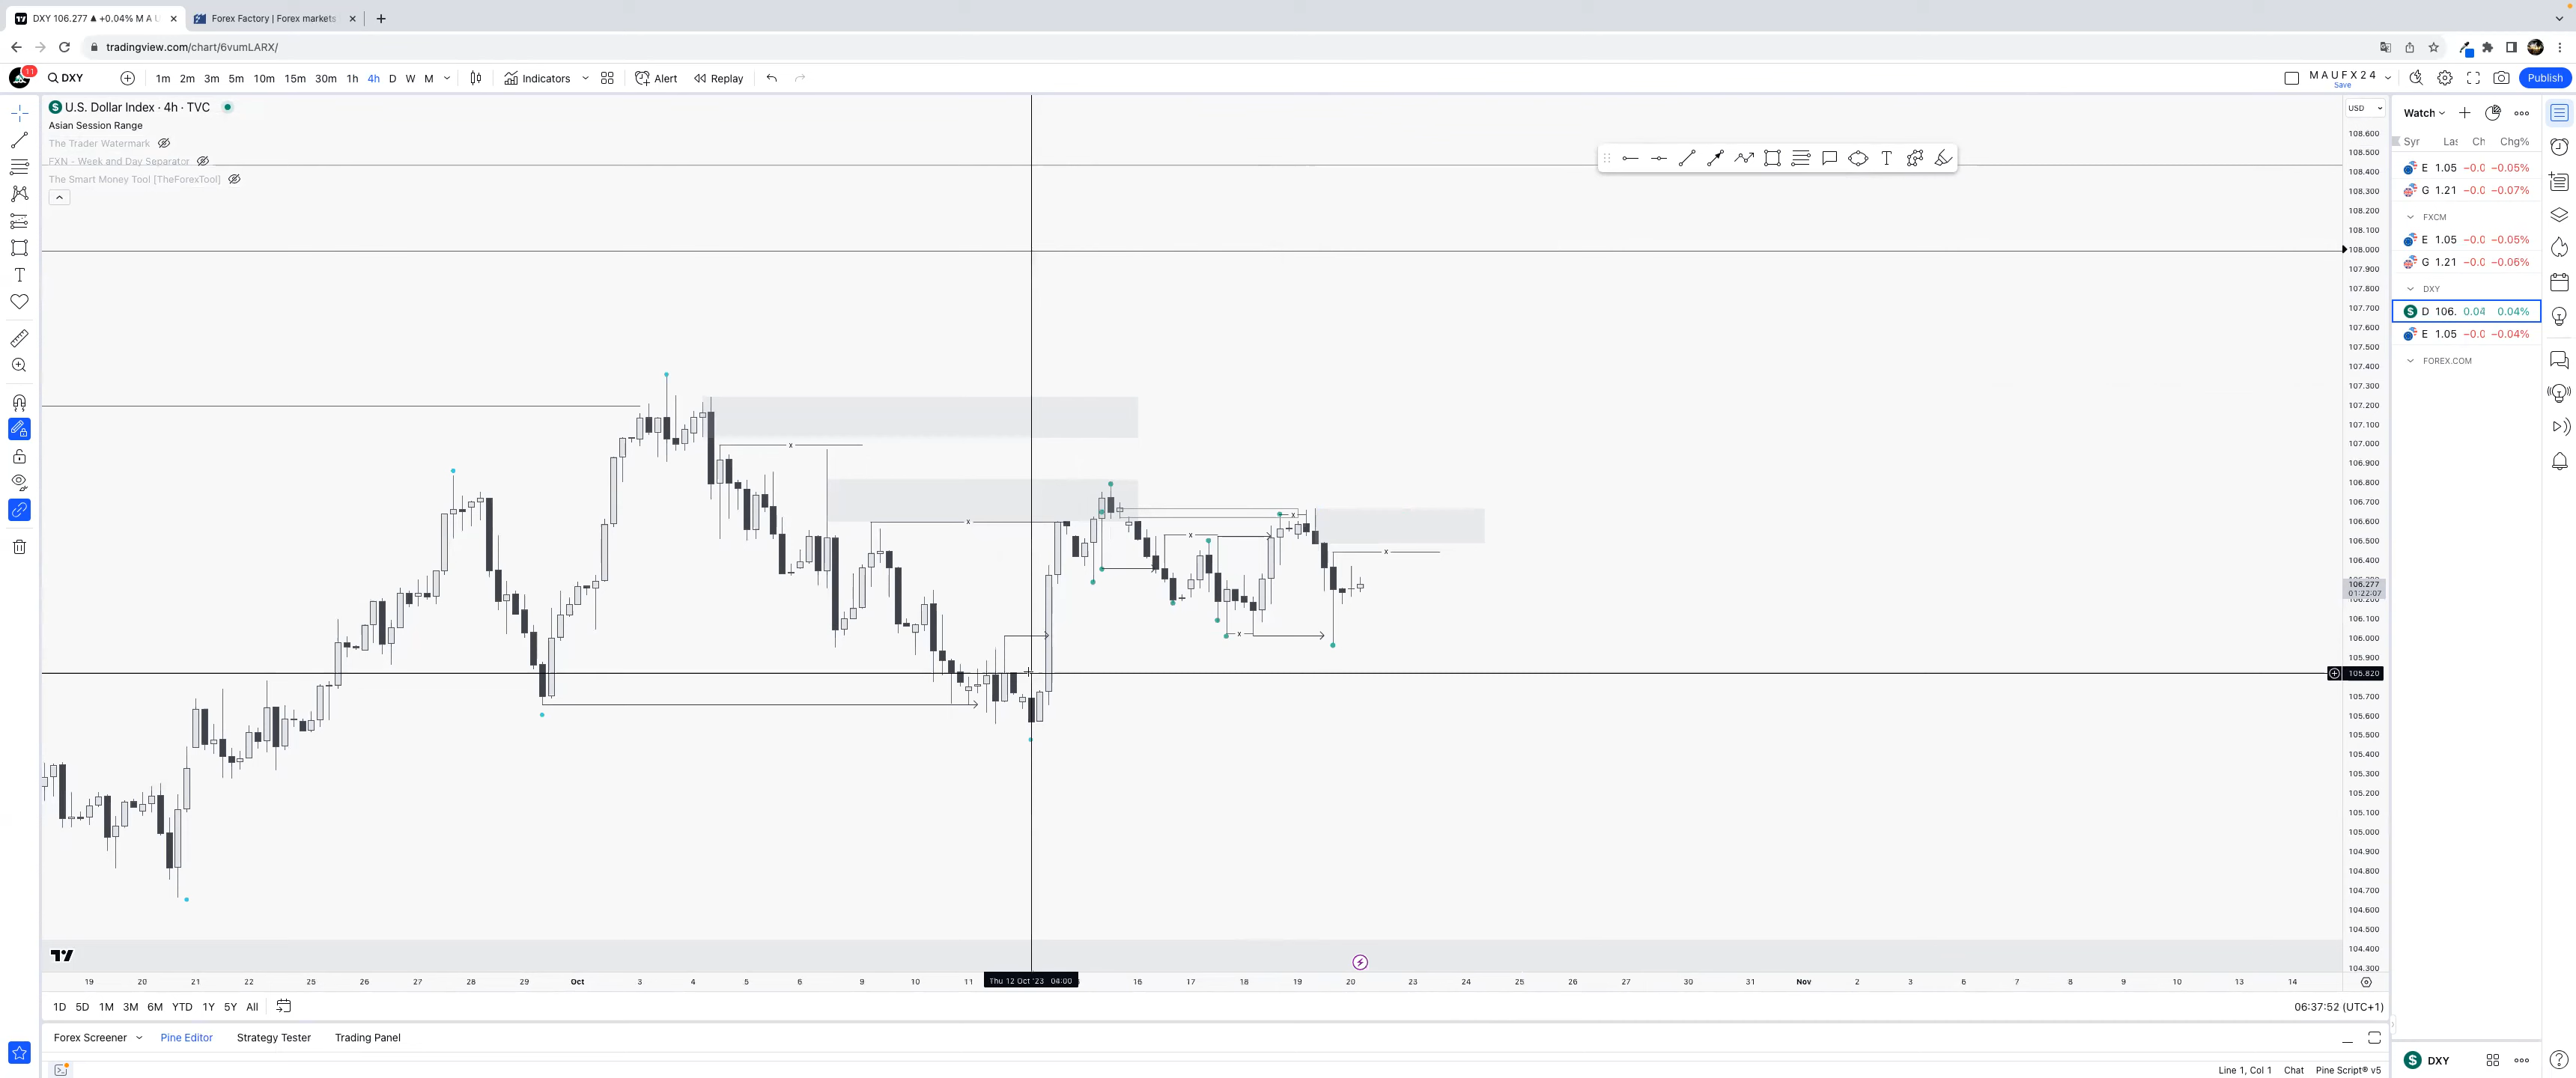 DXY 106.277 ▲ +0.04% M A U
Forex Factory | Forex markets
tradingview.com/chart/6vumLARX/
11
DXY
1m 2m 3m 5m 10m 15m 30m 1h 4h D W M
Indicators
Alert
Replay
M A U F X 2 4
Save
Publish
U.S. Dollar Index · 4h · TVC
Asian Session Range
The Trader Watermark
FXN - Week and Day Separator
The Smart Money Tool [TheForexTool]
USD
108.600
108.500
108.400
108.300
108.200
108.100
108.000
107.900
107.800
107.700
107.600
107.500
107.400
107.300
107.200
107.100
107.000
106.900
106.800
106.700
106.600
106.500
106.400
106.277
01:22:07
106.200
106.100
106.000
105.900
105.820
105.700
105.600
105.500
105.400
105.300
105.200
105.100
105.000
104.900
104.800
104.700
104.600
104.500
104.400
104.300
x
x
x
x
x
x
Watch
Syr Las Ch Chg%
E 1.05 −0.0 −0.05%
G 1.21 −0.0 −0.07%
FXCM
E 1.05 −0.0 −0.05%
G 1.21 −0.0 −0.06%
DXY
D 106. 0.04 0.04%
E 1.05 −0.0 −0.04%
FOREX.COM
19 20 21 22 25 26 27 28 Oct 3 4 5 6 9 10 11 Thu 12 Oct '23 04:00 16 17 18 19 20 23 24 25 26 27 30 31 Nov 2 3 6 7 8 9 10 13 14
1D 5D 1M 3M 6M YTD 1Y 5Y All
06:37:52 (UTC+1)
Forex Screener Pine Editor Strategy Tester Trading Panel
DXY
Line 1, Col 1 Chat Pine Script® v5